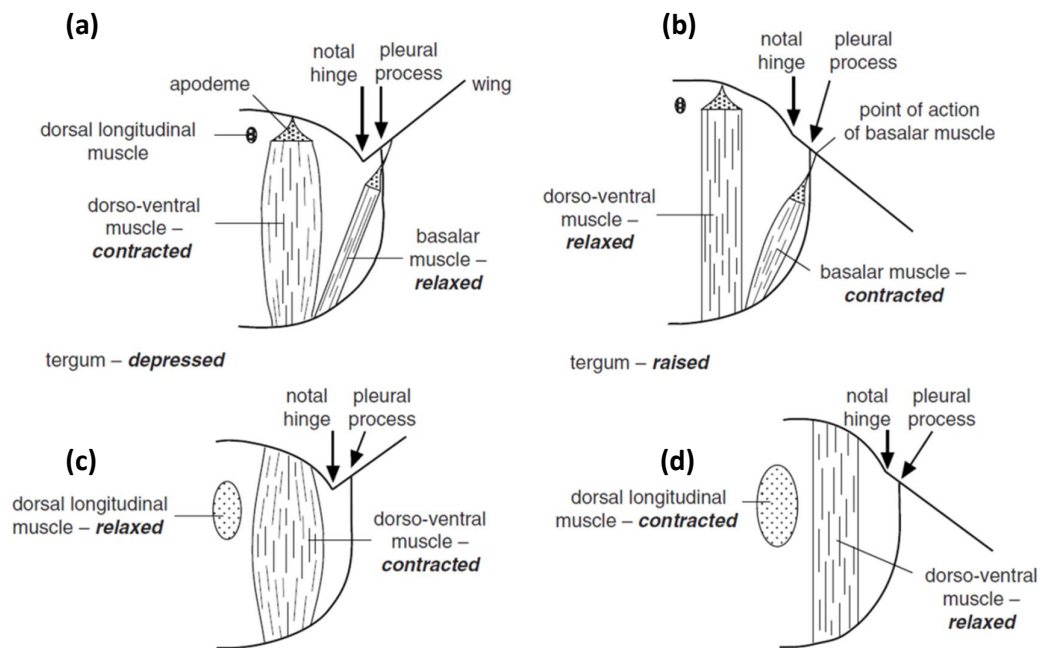 (a)
notal
hinge
pleural
process
wing
apodeme
dorsal longitudinal
muscle
dorso-ventral
muscle –
contracted
basalar
muscle –
relaxed
tergum – depressed
(b)
notal
hinge
pleural
process
point of action
of basalar muscle
dorso-ventral
muscle –
relaxed
basalar muscle –
contracted
tergum – raised
(c)
notal
hinge
pleural
process
dorsal longitudinal
muscle – relaxed
dorso-ventral
muscle –
contracted
(d)
notal
hinge
pleural
process
dorsal longitudinal
muscle – contracted
dorso-ventral
muscle –
relaxed